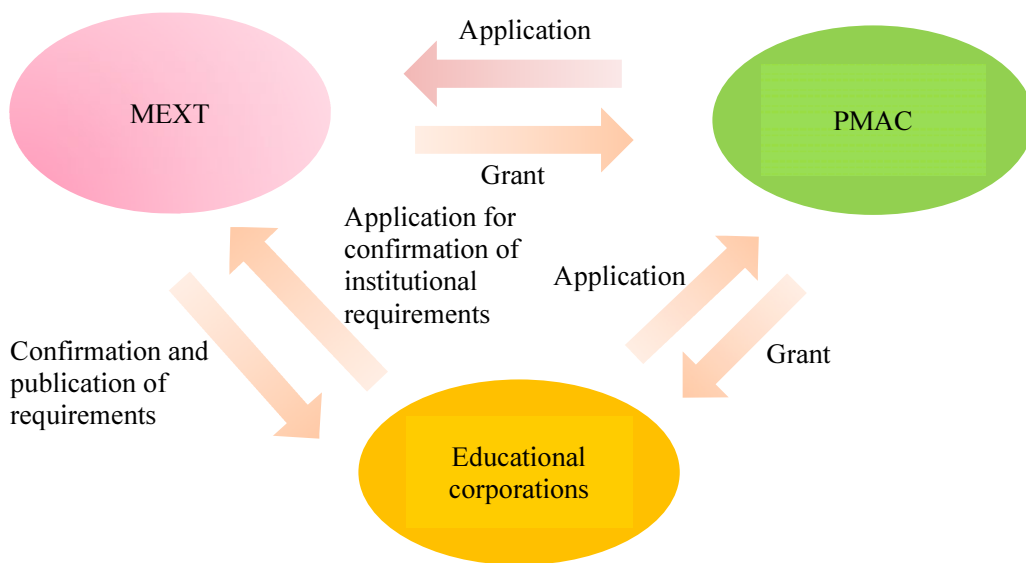 Application
MEXT
PMAC
Grant
Application for
confirmation of
institutional
requirements
Application
Confirmation and
publication of
requirements
Grant
Educational
corporations